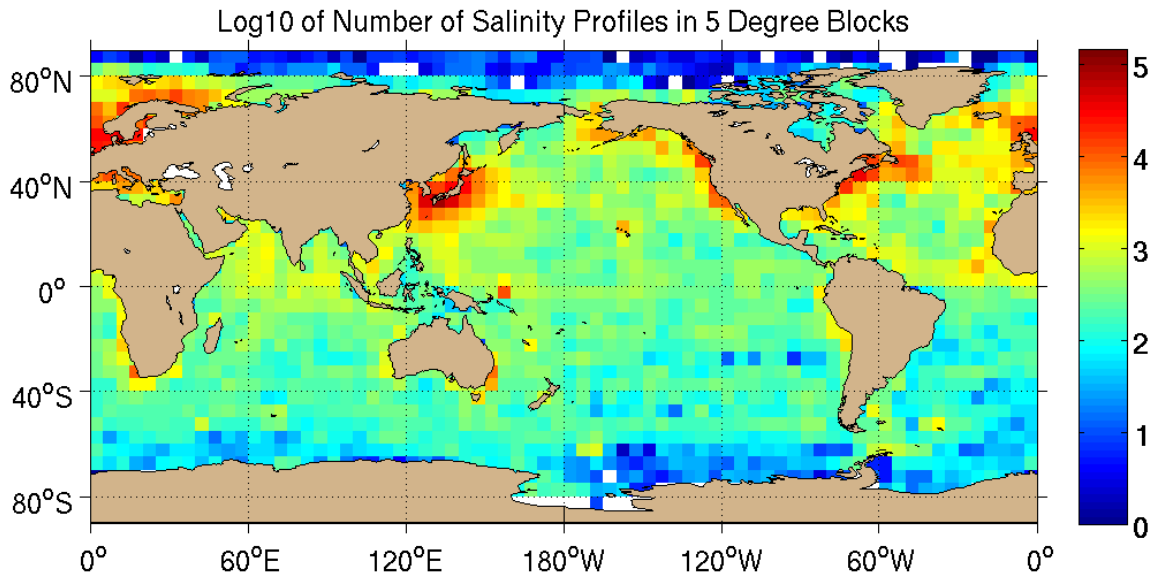 Log10 of Number of Salinity Profiles in 5 Degree Blocks
80°N
40°N
0°
40°S
80°S
0° 60°E 120°E 180°W 120°W 60°W 0°
5
4
3
2
1
0